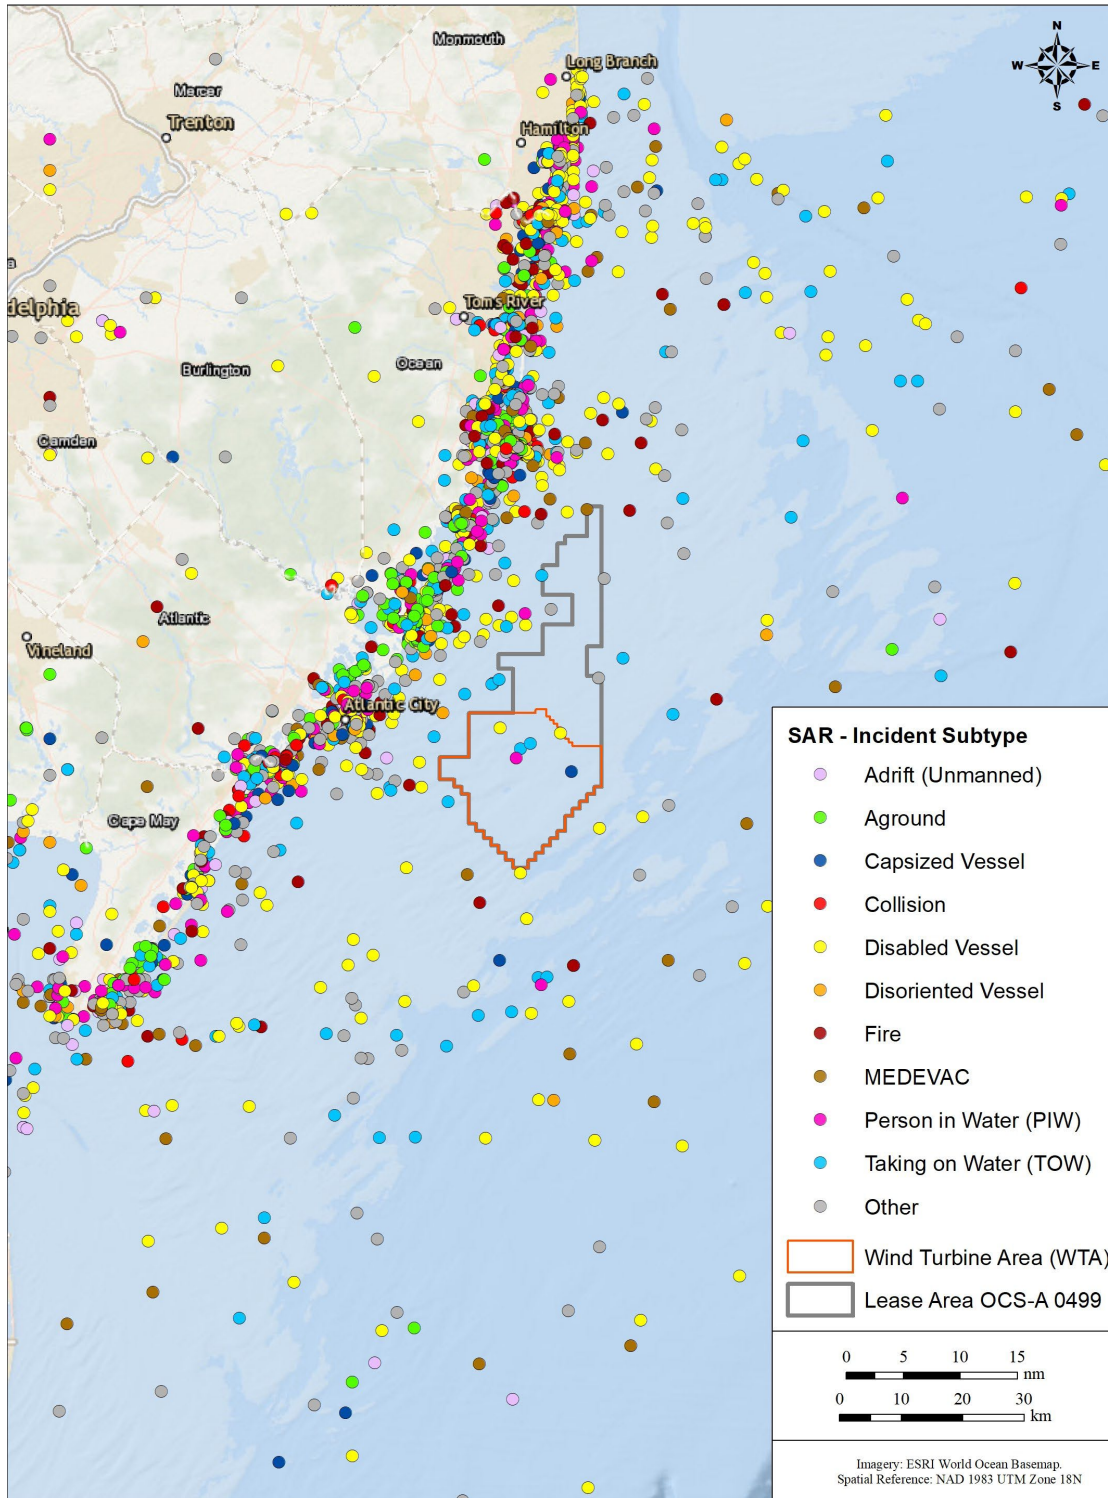 Monmouth
N
Long Branch
W
E
Mercer
S
Trenton
Hamilton
a
delphia
Toms River
Ocean
Burlington
Camden
Atlantic
Vineland
Atlantic City
Cape May
SAR - Incident Subtype
Adrift (Unmanned)
Aground
Capsized Vessel
Collision
Disabled Vessel
Disoriented Vessel
Fire
MEDEVAC
Person in Water (PIW)
Taking on Water (TOW)
Other
Wind Turbine Area (WTA)
Lease Area OCS-A 0499
0 5 10 15
nm
0 10 20 30
km
Imagery: ESRI World Ocean Basemap.
Spatial Reference: NAD 1983 UTM Zone 18N